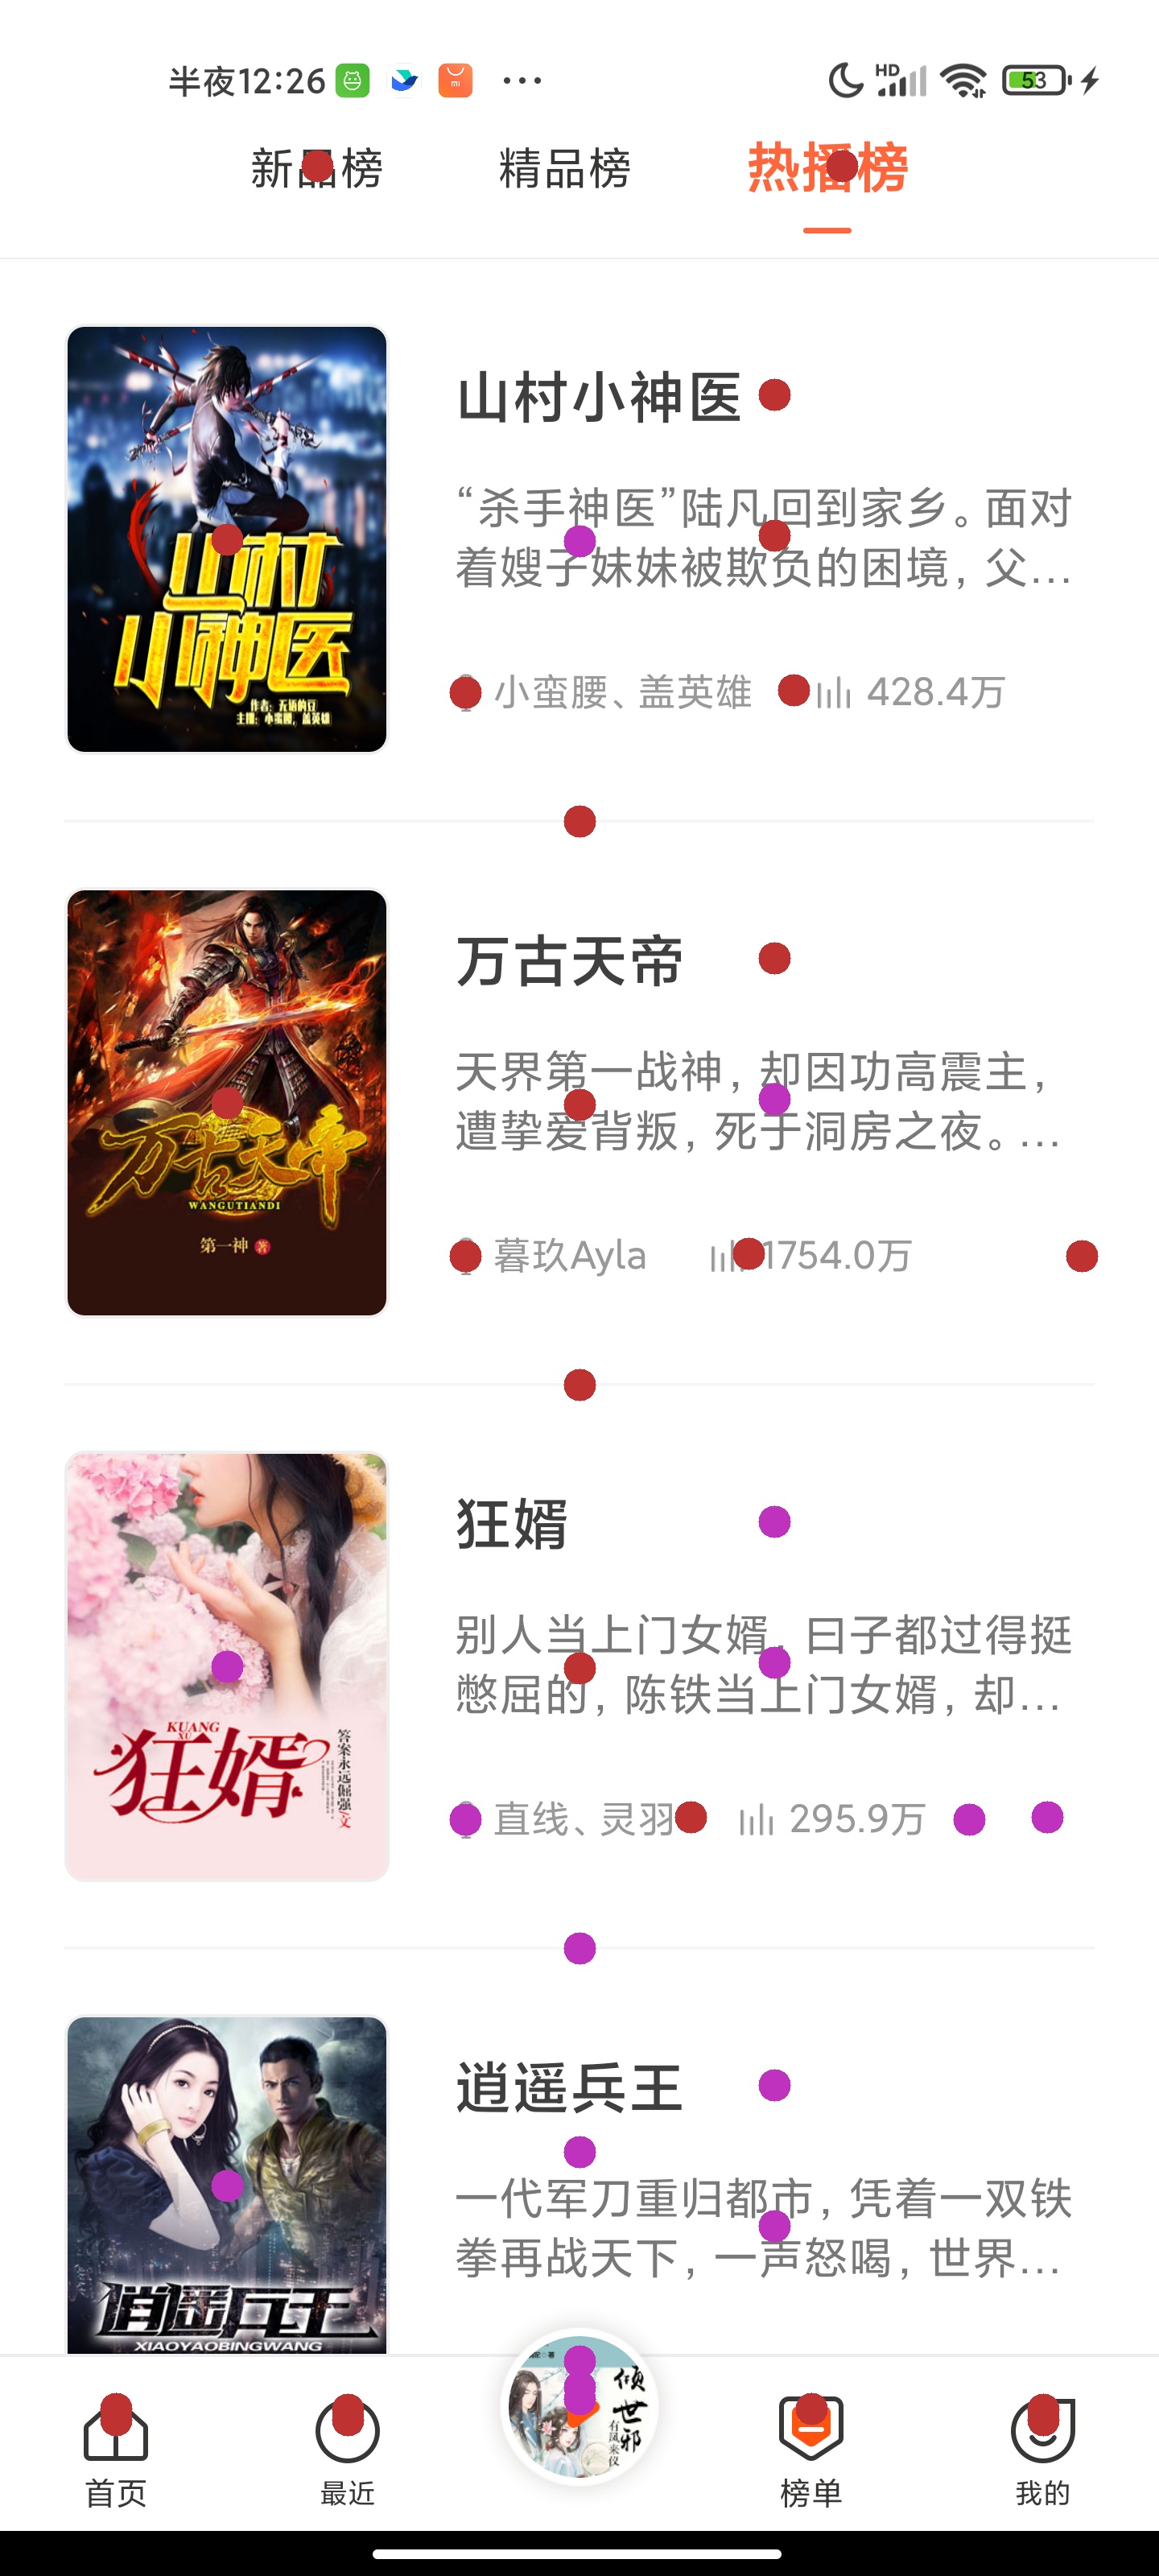 半夜12:26
HD
53
新品榜 精品榜 热播榜
山村
小神医
作者:无语的豆
主播:小蛮腰,盖英雄
山村小神医
“杀手神医”陆凡回到家乡。面对
着嫂子妹妹被欺负的困境,父...
小蛮腰、盖英雄 428.4万
万古天帝
WANGUTIANDI
第一神 著
万古天帝
天界第一战神,却因功高震主,
遭挚爱背叛,死于洞房之夜。...
暮玖Ayla 1754.0万
KUANG
XU
狂婿
答案永远倔强/文
狂婿
别人当上门女婿,曰子都过得挺
憋屈的,陈铁当上门女婿,却...
直线、灵羽 295.9万
逍遥兵王
XIAOYAOBINGWANG
逍遥兵王
一代军刀重归都市,凭着一双铁
拳再战天下,一声怒喝,世界...
倾世邪
有凤来仪
首页 最近 榜单 我的